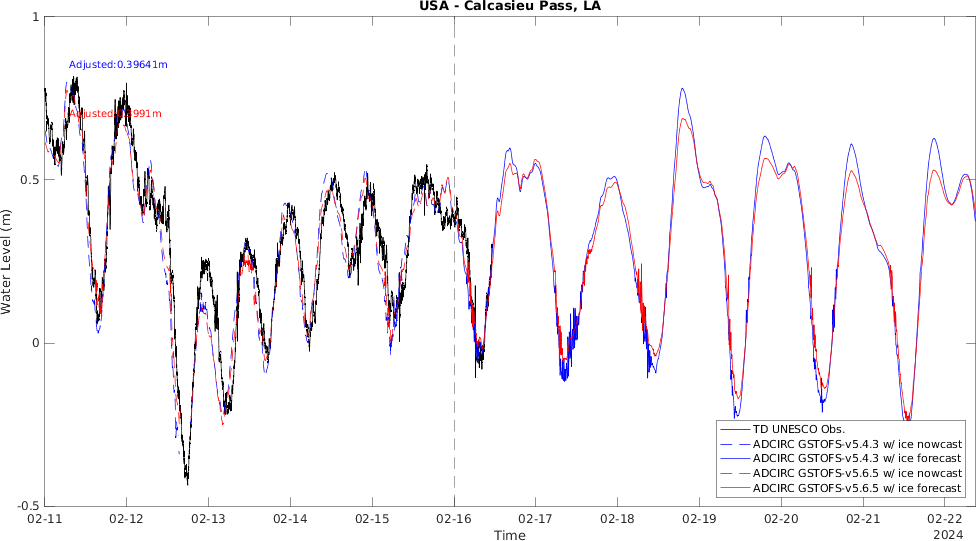 USA - Calcasieu Pass, LA
1
0.5
0
-0.5
Water Level (m)
Adjusted:0.39641m
02-11 02-12 02-13 02-14 02-15 02-16 02-17 02-18 02-19 02-20 02-21 02-22
2024
Time
TD UNESCO Obs.
ADCIRC GSTOFS-v5.4.3 w/ ice nowcast
ADCIRC GSTOFS-v5.4.3 w/ ice forecast
ADCIRC GSTOFS-v5.6.5 w/ ice nowcast
ADCIRC GSTOFS-v5.6.5 w/ ice forecast